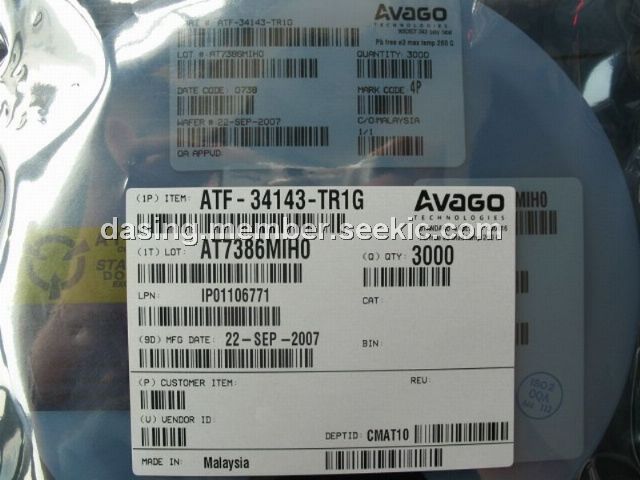 ATF-34143-TR1G
AVAGO
TECHNOLOGIES
Pb free e3 max temp 260 C
LOT # AT7386MIH0
QUANTITY: 3000
DATE CODE: 0738
MARK CODE: 4P
WAFER # 22-SEP-2007
C/O MALAYSIA
1/1
QA APPVD
(1P) ITEM: ATF-34143-TR1G
AVAGO
TECHNOLOGIES
MIH0
dasing.member.seekic.com
(1T) LOT: AT7386MIH0
(Q) QTY: 3000
LPN: IP01106771
CAT:
(9D) MFG DATE: 22-SEP-2007
BIN:
(P) CUSTOMER ITEM:
REV:
(V) VENDOR ID:
DEPTID: CMAT10
MADE IN: Malaysia